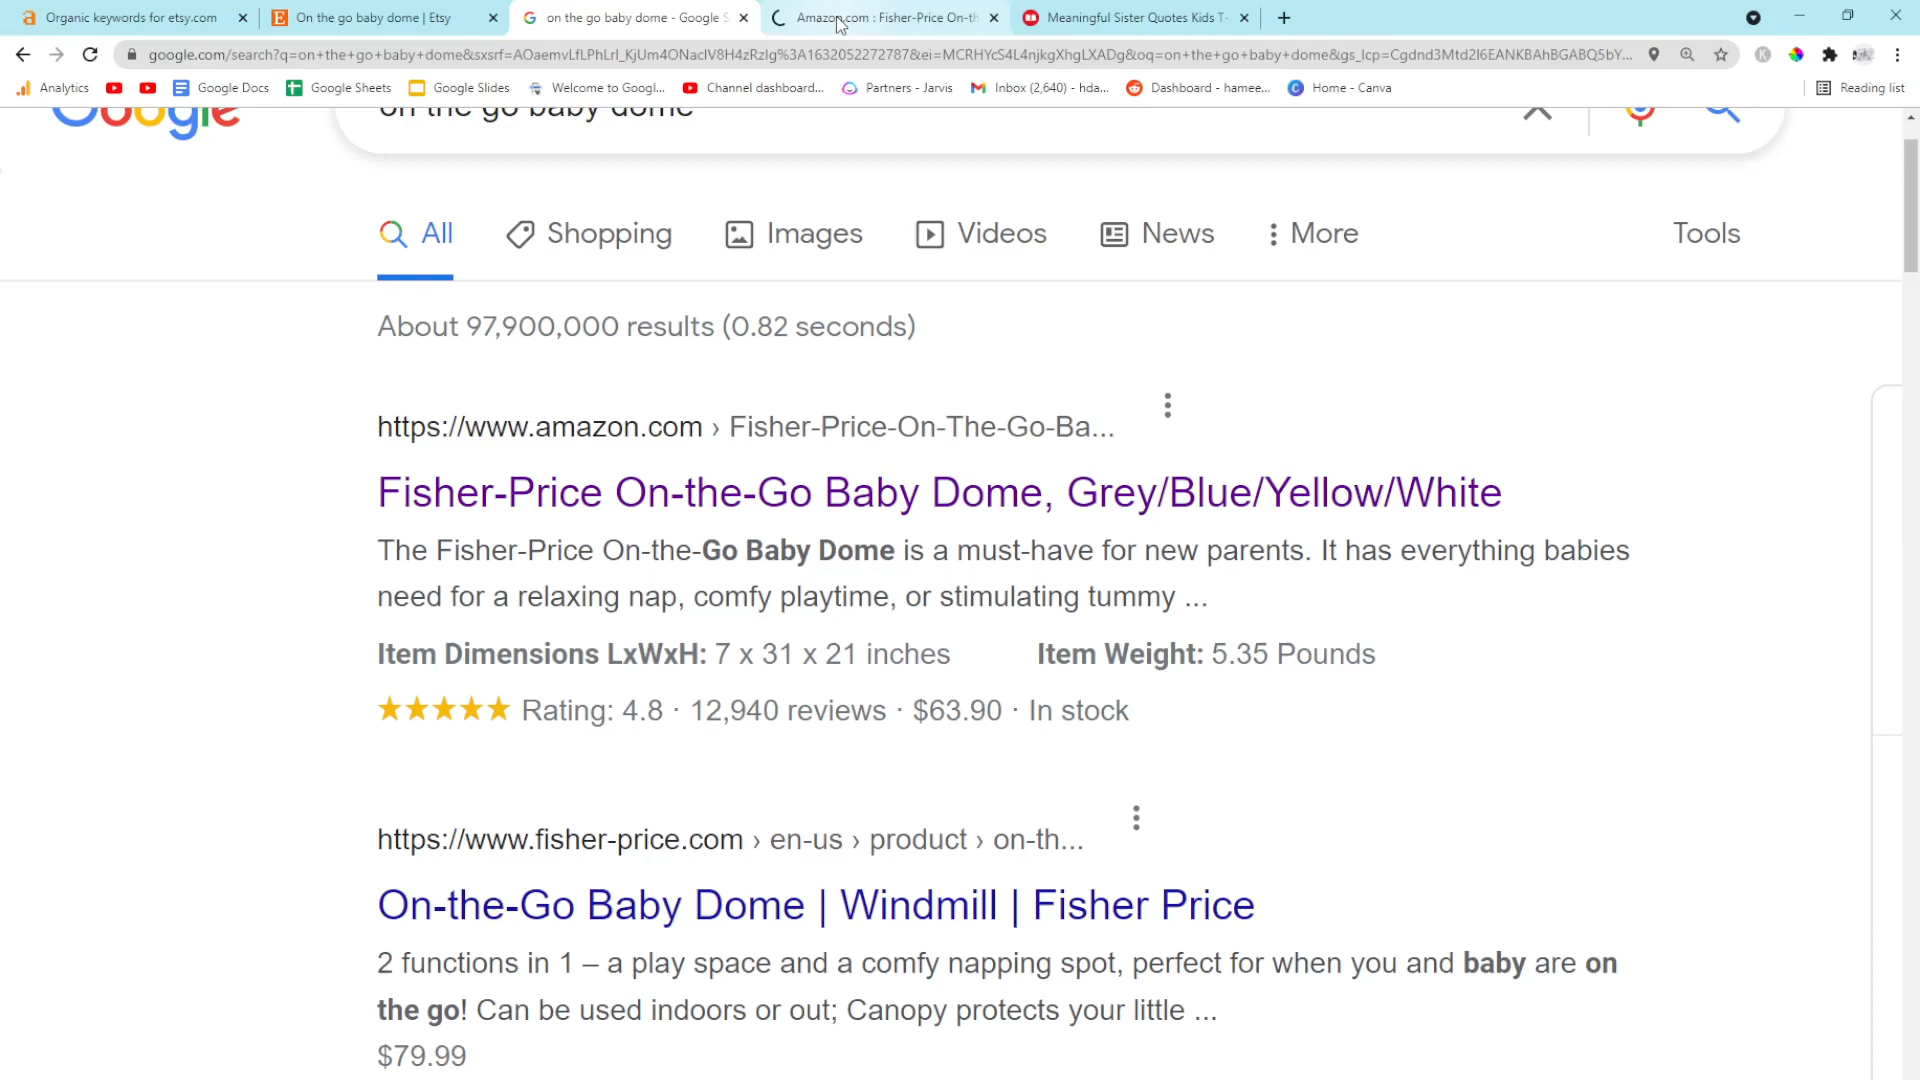 Organic keywords for etsy.com
On the go baby dome | Etsy
on the go baby dome - Google S
Amazon.com : Fisher-Price On-th
Meaningful Sister Quotes Kids T-
google.com/search?q=on+the+go+baby+dome&sxsrf=AOaemvLfLPhLrI_KjUm4ONacIV8H4zRzIg%3A1632052272787&ei=MCRHYcS4L4njkgXhgLXADg&oq=on+the+go+baby+dome&gs_lcp=Cgdnd3Mtd2l6EANKBAhBGABQ5bY...
Analytics
Google Docs
Google Sheets
Google Slides
Welcome to Googl...
Channel dashboard...
Partners - Jarvis
Inbox (2,640) - hda...
Dashboard - hamee...
Home - Canva
Reading list
Google
on the go baby dome
All
Shopping
Images
Videos
News
More
Tools
About 97,900,000 results (0.82 seconds)
https://www.amazon.com › Fisher-Price-On-The-Go-Ba...
Fisher-Price On-the-Go Baby Dome, Grey/Blue/Yellow/White
The Fisher-Price On-the-Go Baby Dome is a must-have for new parents. It has everything babies
need for a relaxing nap, comfy playtime, or stimulating tummy ...
Item Dimensions LxWxH: 7 x 31 x 21 inches Item Weight: 5.35 Pounds
Rating: 4.8 · 12,940 reviews · $63.90 · In stock
https://www.fisher-price.com › en-us › product › on-th...
On-the-Go Baby Dome | Windmill | Fisher Price
2 functions in 1 – a play space and a comfy napping spot, perfect for when you and baby are on
the go! Can be used indoors or out; Canopy protects your little ...
$79.99